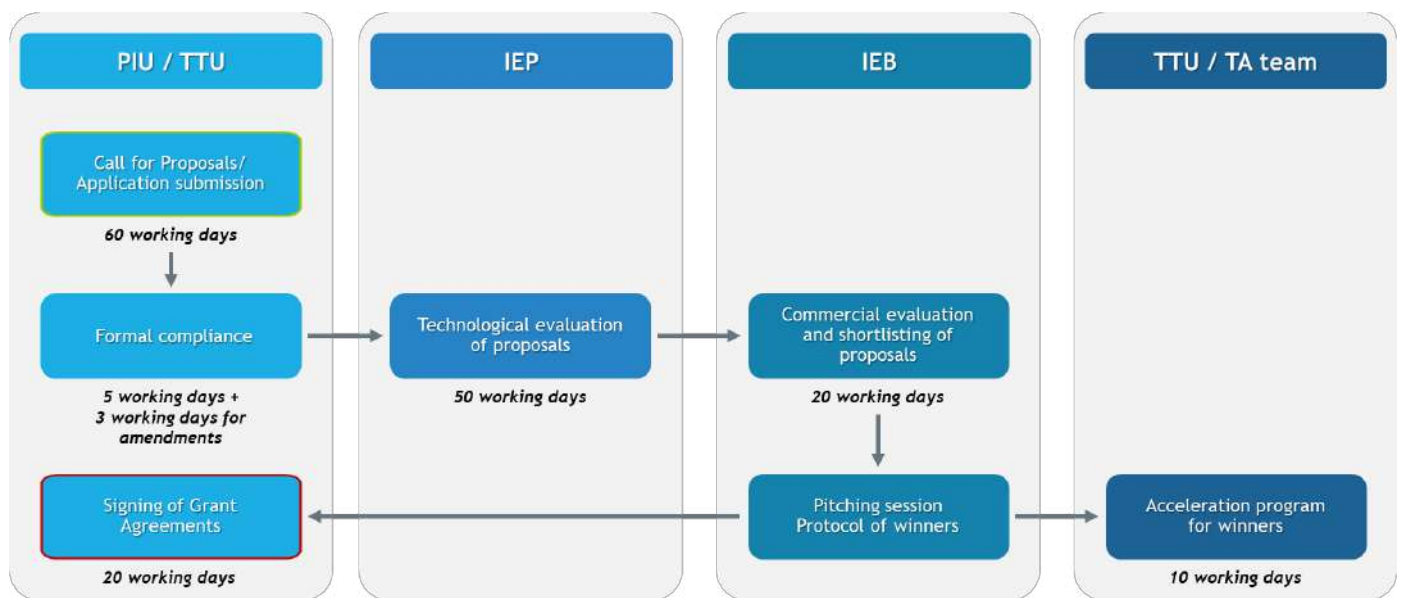 PIU / TTU
IEP
IEB
TTU / TA team
Call for Proposals/
Application submission
60 working days
Formal compliance
5 working days +
3 working days for
amendments
Technological evaluation
of proposals
50 working days
Commercial evaluation
and shortlisting of
proposals
20 working days
Signing of Grant
Agreements
20 working days
Pitching session
Protocol of winners
Acceleration program
for winners
10 working days